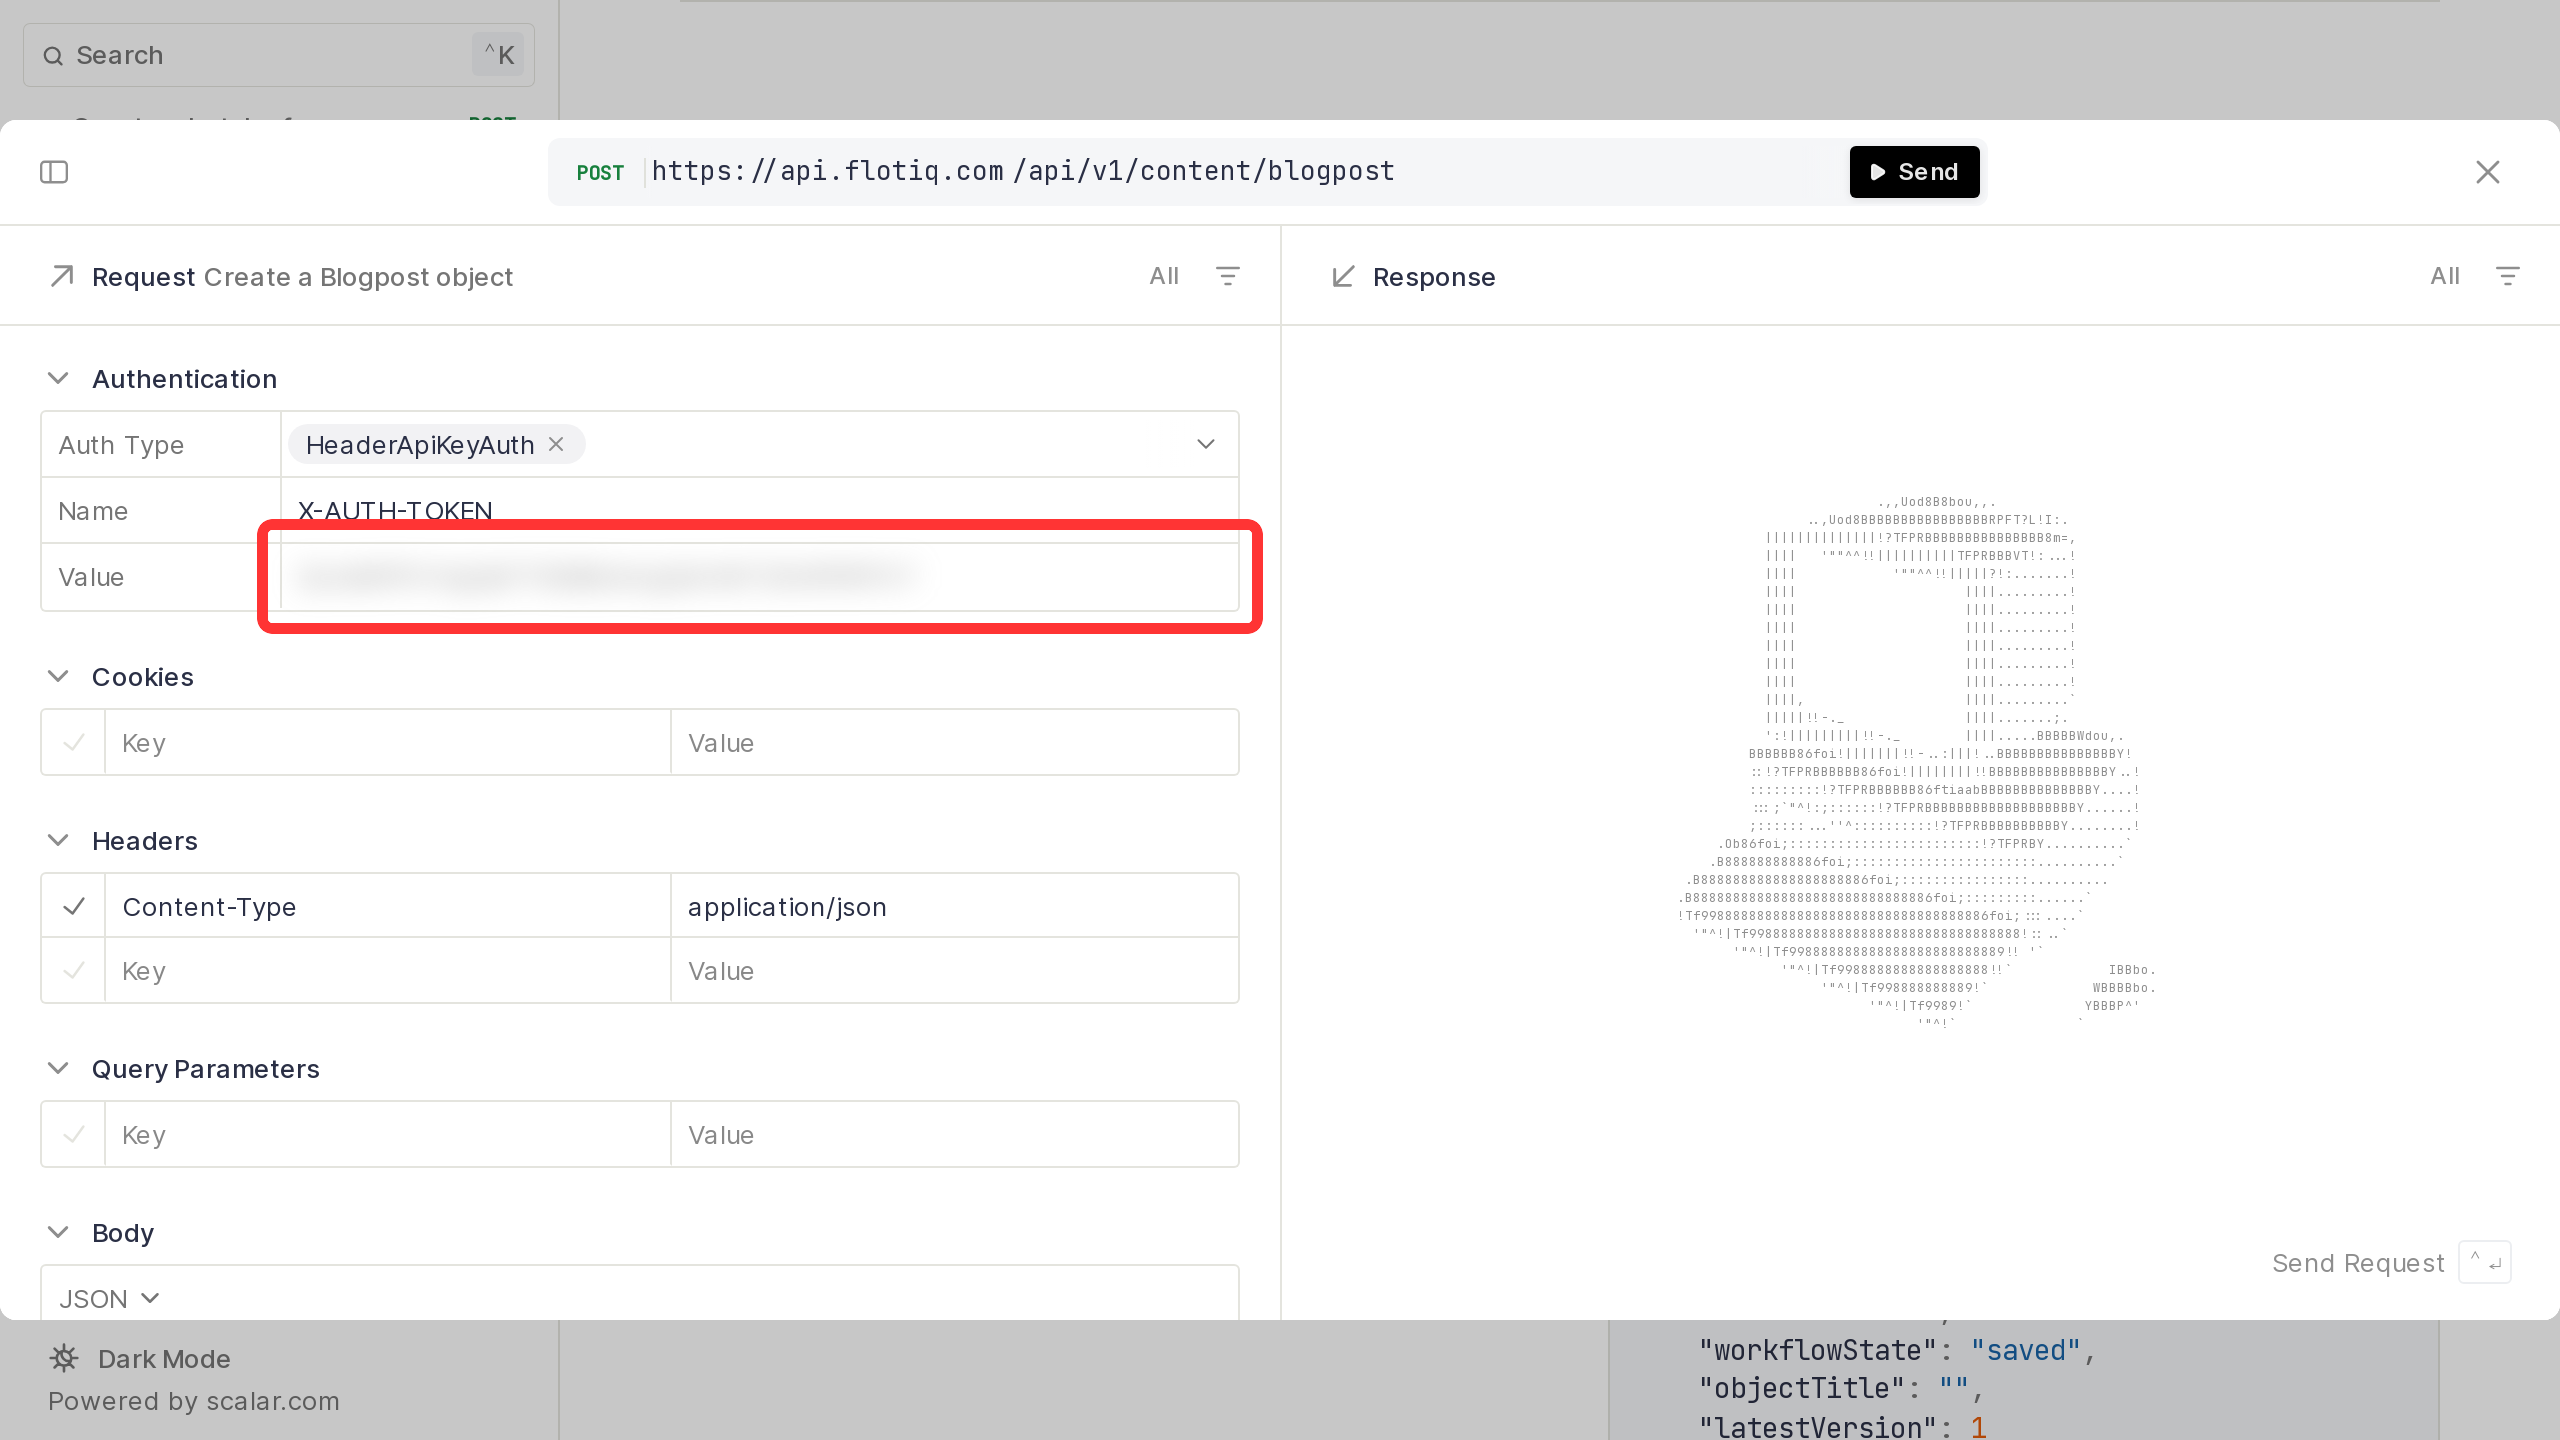 Search ^K
POST
POST https://api.flotiq.com /api/v1/content/blogpost Send
Request Create a Blogpost object All
Response All
Authentication
Auth Type HeaderApiKeyAuth
Name X-AUTH-TOKEN
Value
Cookies
Key Value
Headers
Content-Type application/json
Key Value
Query Parameters
Key Value
Body
JSON
Send Request ^ ↵
Dark Mode
Powered by scalar.com
"workflowState": "saved",
"objectTitle": "",
"latestVersion": 1